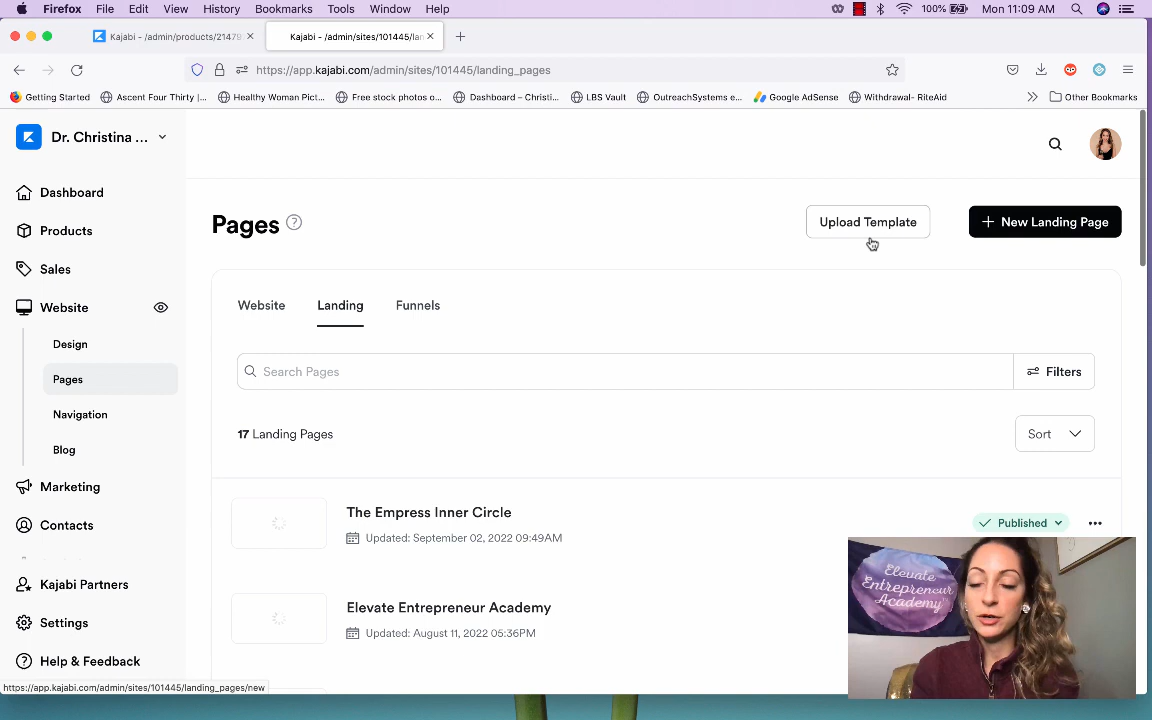 Firefox File Edit View History Bookmarks Tools Window Help 100% Mon 11:09 AM
Kajabi - /admin/products/21479 Kajabi - /admin/sites/101445/lan
https://app.kajabi.com/admin/sites/101445/landing_pages
Getting Started Ascent Four Thirty |... Healthy Woman Pict... Free stock photos o... Dashboard – Christi... LBS Vault OutreachSystems e... Google AdSense Withdrawal- RiteAid Other Bookmarks
Dr. Christina ...
Dashboard
Products
Sales
Website
Design
Pages
Navigation
Blog
Marketing
Contacts
Kajabi Partners
Settings
Help & Feedback
Pages ?
Upload Template
+ New Landing Page
Website Landing Funnels
Search Pages
Filters
17 Landing Pages
Sort
The Empress Inner Circle
Updated: September 02, 2022 09:49AM
Published
Elevate Entrepreneur Academy
Updated: August 11, 2022 05:36PM
Elevate
Entrepreneur
Academy
https://app.kajabi.com/admin/sites/101445/landing_pages/new